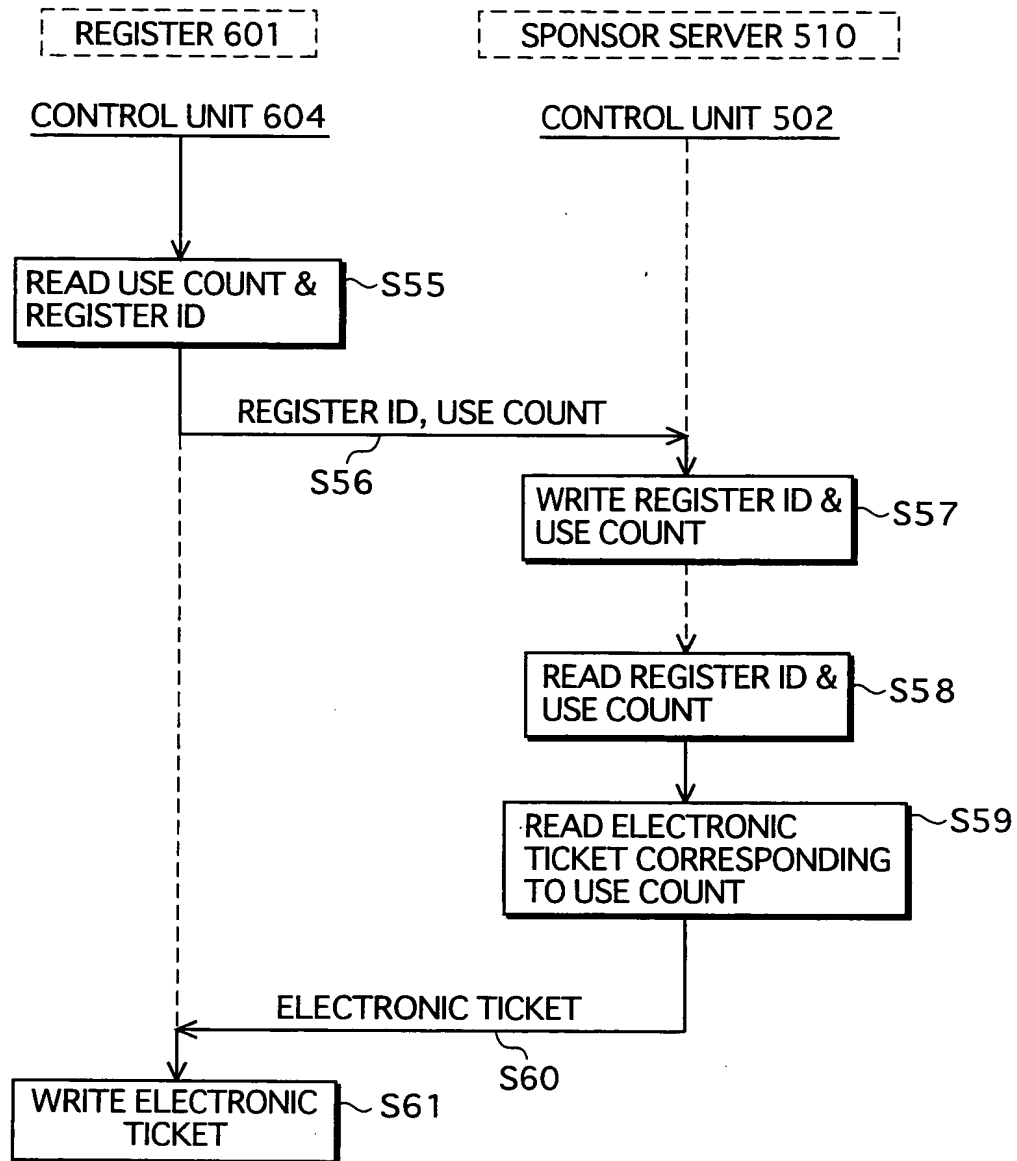 REGISTER 601
SPONSOR SERVER 510
CONTROL UNIT 604
CONTROL UNIT 502
READ USE COUNT &
REGISTER ID
S55
REGISTER ID, USE COUNT
S56
WRITE REGISTER ID &
USE COUNT
S57
READ REGISTER ID &
USE COUNT
S58
READ ELECTRONIC
TICKET CORRESPONDING
TO USE COUNT
S59
ELECTRONIC TICKET
S60
WRITE ELECTRONIC
TICKET
S61